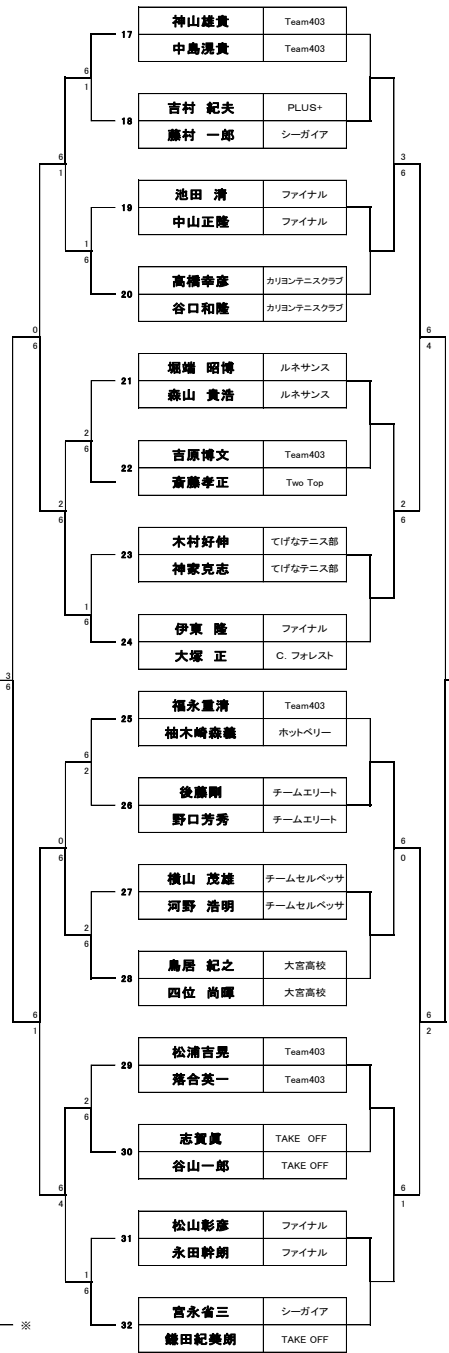 17 神山雄貴 Team403
中島滉貴 Team403
6
1
18 吉村 紀夫 PLUS+
藤村 一郎 シーガイア
6
1
3
6
19 池田 清 ファイナル
中山正隆 ファイナル
1
6
20 高橋幸彦 カリヨンテニスクラブ
谷口和隆 カリヨンテニスクラブ
0
6
6
4
21 堀端 昭博 ルネサンス
森山 貴浩 ルネサンス
2
6
22 吉原博文 Team403
斎藤孝正 Two Top
2
6
2
6
23 木村好伸 てげなテニス部
神家克志 てげなテニス部
1
6
24 伊東 隆 ファイナル
大塚 正 C. フォレスト
3
6
25 福永重清 Team403
柚木崎森義 ホットベリー
6
2
26 後藤剛 チームエリート
野口芳秀 チームエリート
0
6
6
0
27 横山 茂雄 チームセルベッサ
河野 浩明 チームセルベッサ
2
6
28 鳥居 紀之 大宮高校
四位 尚暉 大宮高校
6
1
6
2
29 松浦吉晃 Team403
落合英一 Team403
2
6
30 志賀眞 TAKE OFF
谷山一郎 TAKE OFF
6
4
6
1
31 松山彰彦 ファイナル
永田幹朗 ファイナル
1
6
32 宮永省三 シーガイア
鎌田紀美朗 TAKE OFF
※